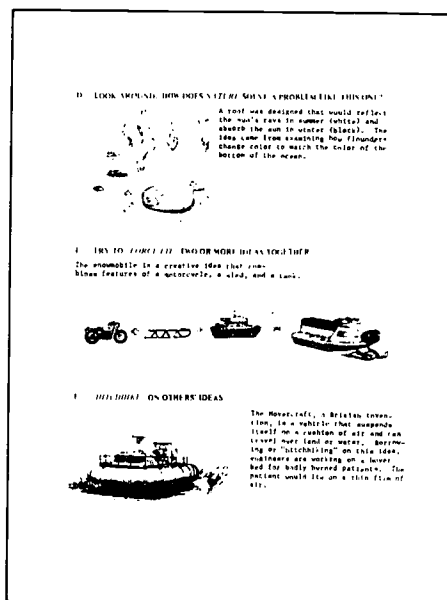 D. LOOK AROUND. HOW DOES NATURE SOLVE A PROBLEM LIKE THIS ONE?
A roof was designed that would reflect
the sun's rays in summer (white) and
absorb the sun in winter (black). The
idea came from examining how flounder
change color to match the color of the
bottom of the ocean.
E. TRY TO FORCE FIT TWO OR MORE IDEAS TOGETHER
The snowmobile is a creative idea that com-
bines features of a motorcycle, a sled, and a tank.
+ + =
F. HITCHHIKE ON OTHERS' IDEAS
The Hovercraft, a British inven-
tion, is a vehicle that suspends
itself on a cushion of air and can
travel over land or water. Borrow-
ing or "hitchhiking" on this idea,
engineers are working on a hover
bed for badly burned patients. The
patient would lie on a thin film of
air.